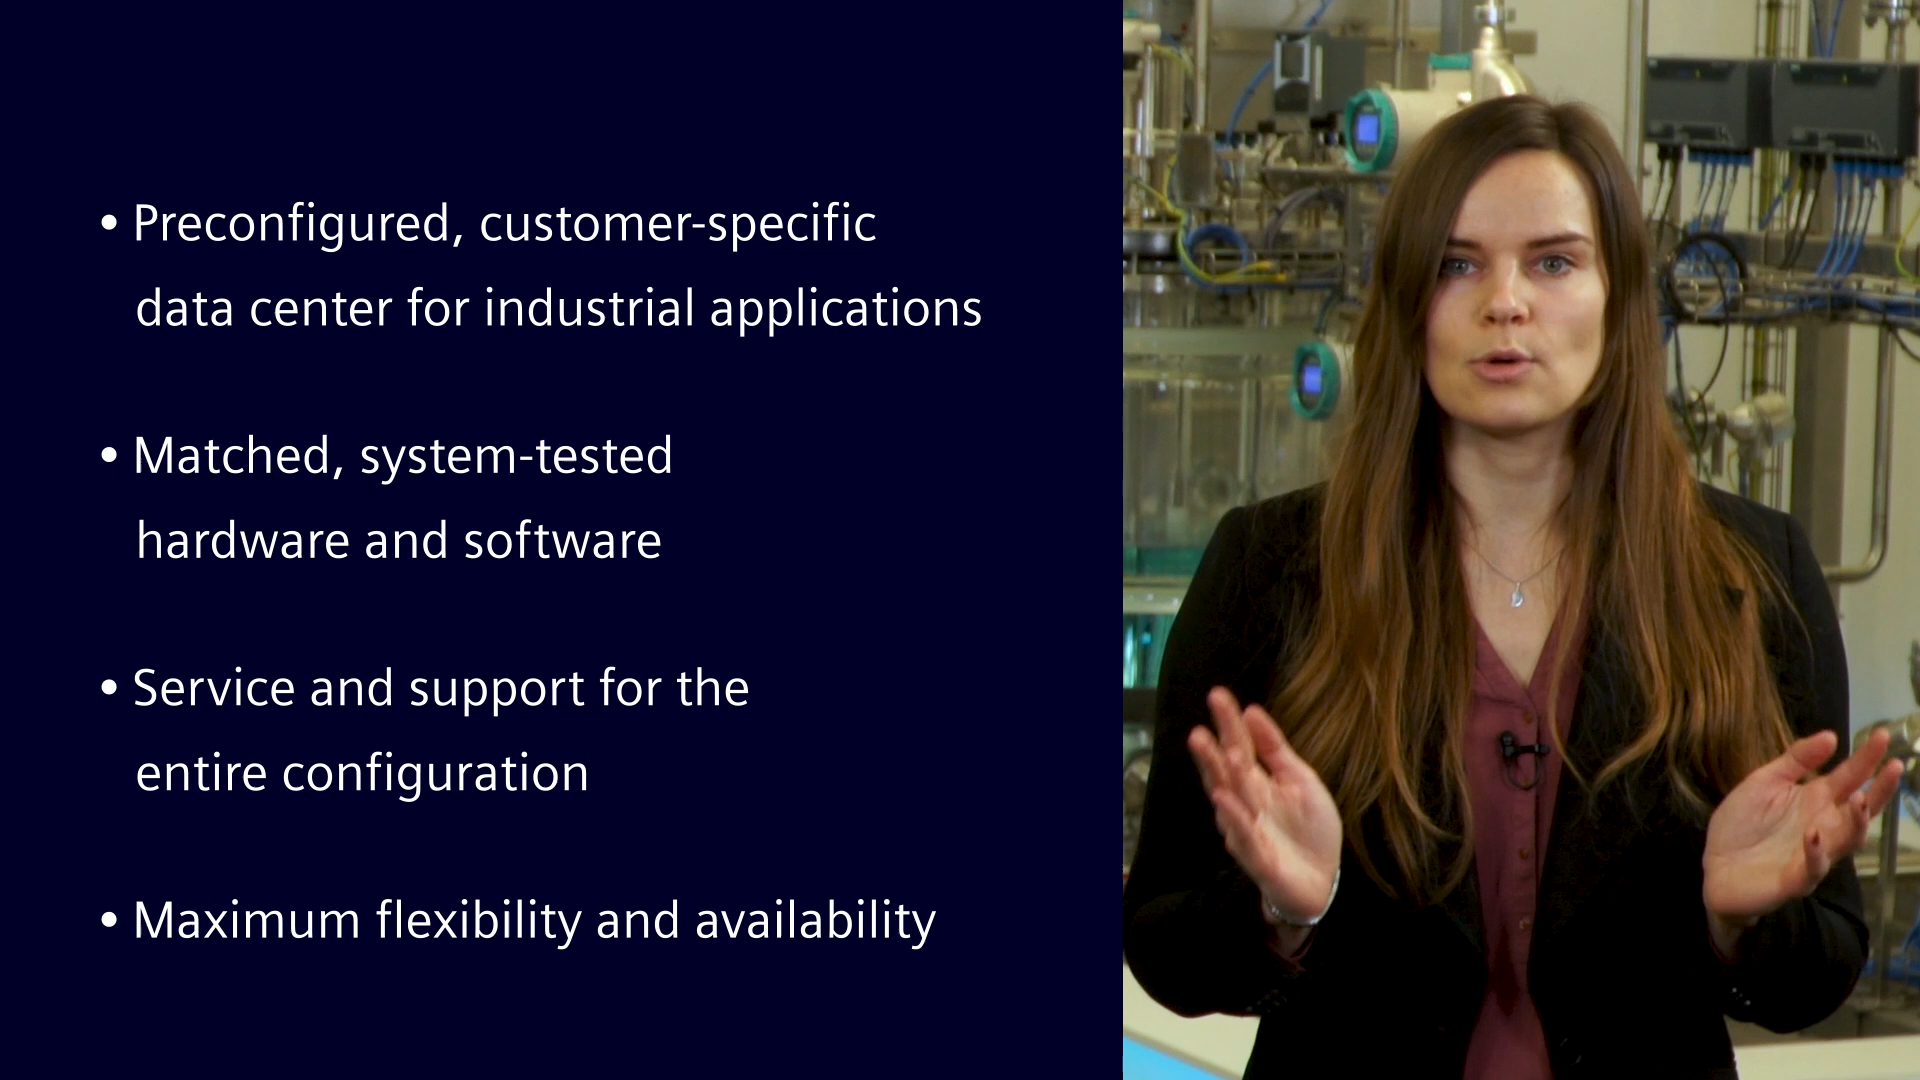 • Preconfigured, customer-specific
data center for industrial applications
• Matched, system-tested
hardware and software
• Service and support for the
entire configuration
• Maximum flexibility and availability